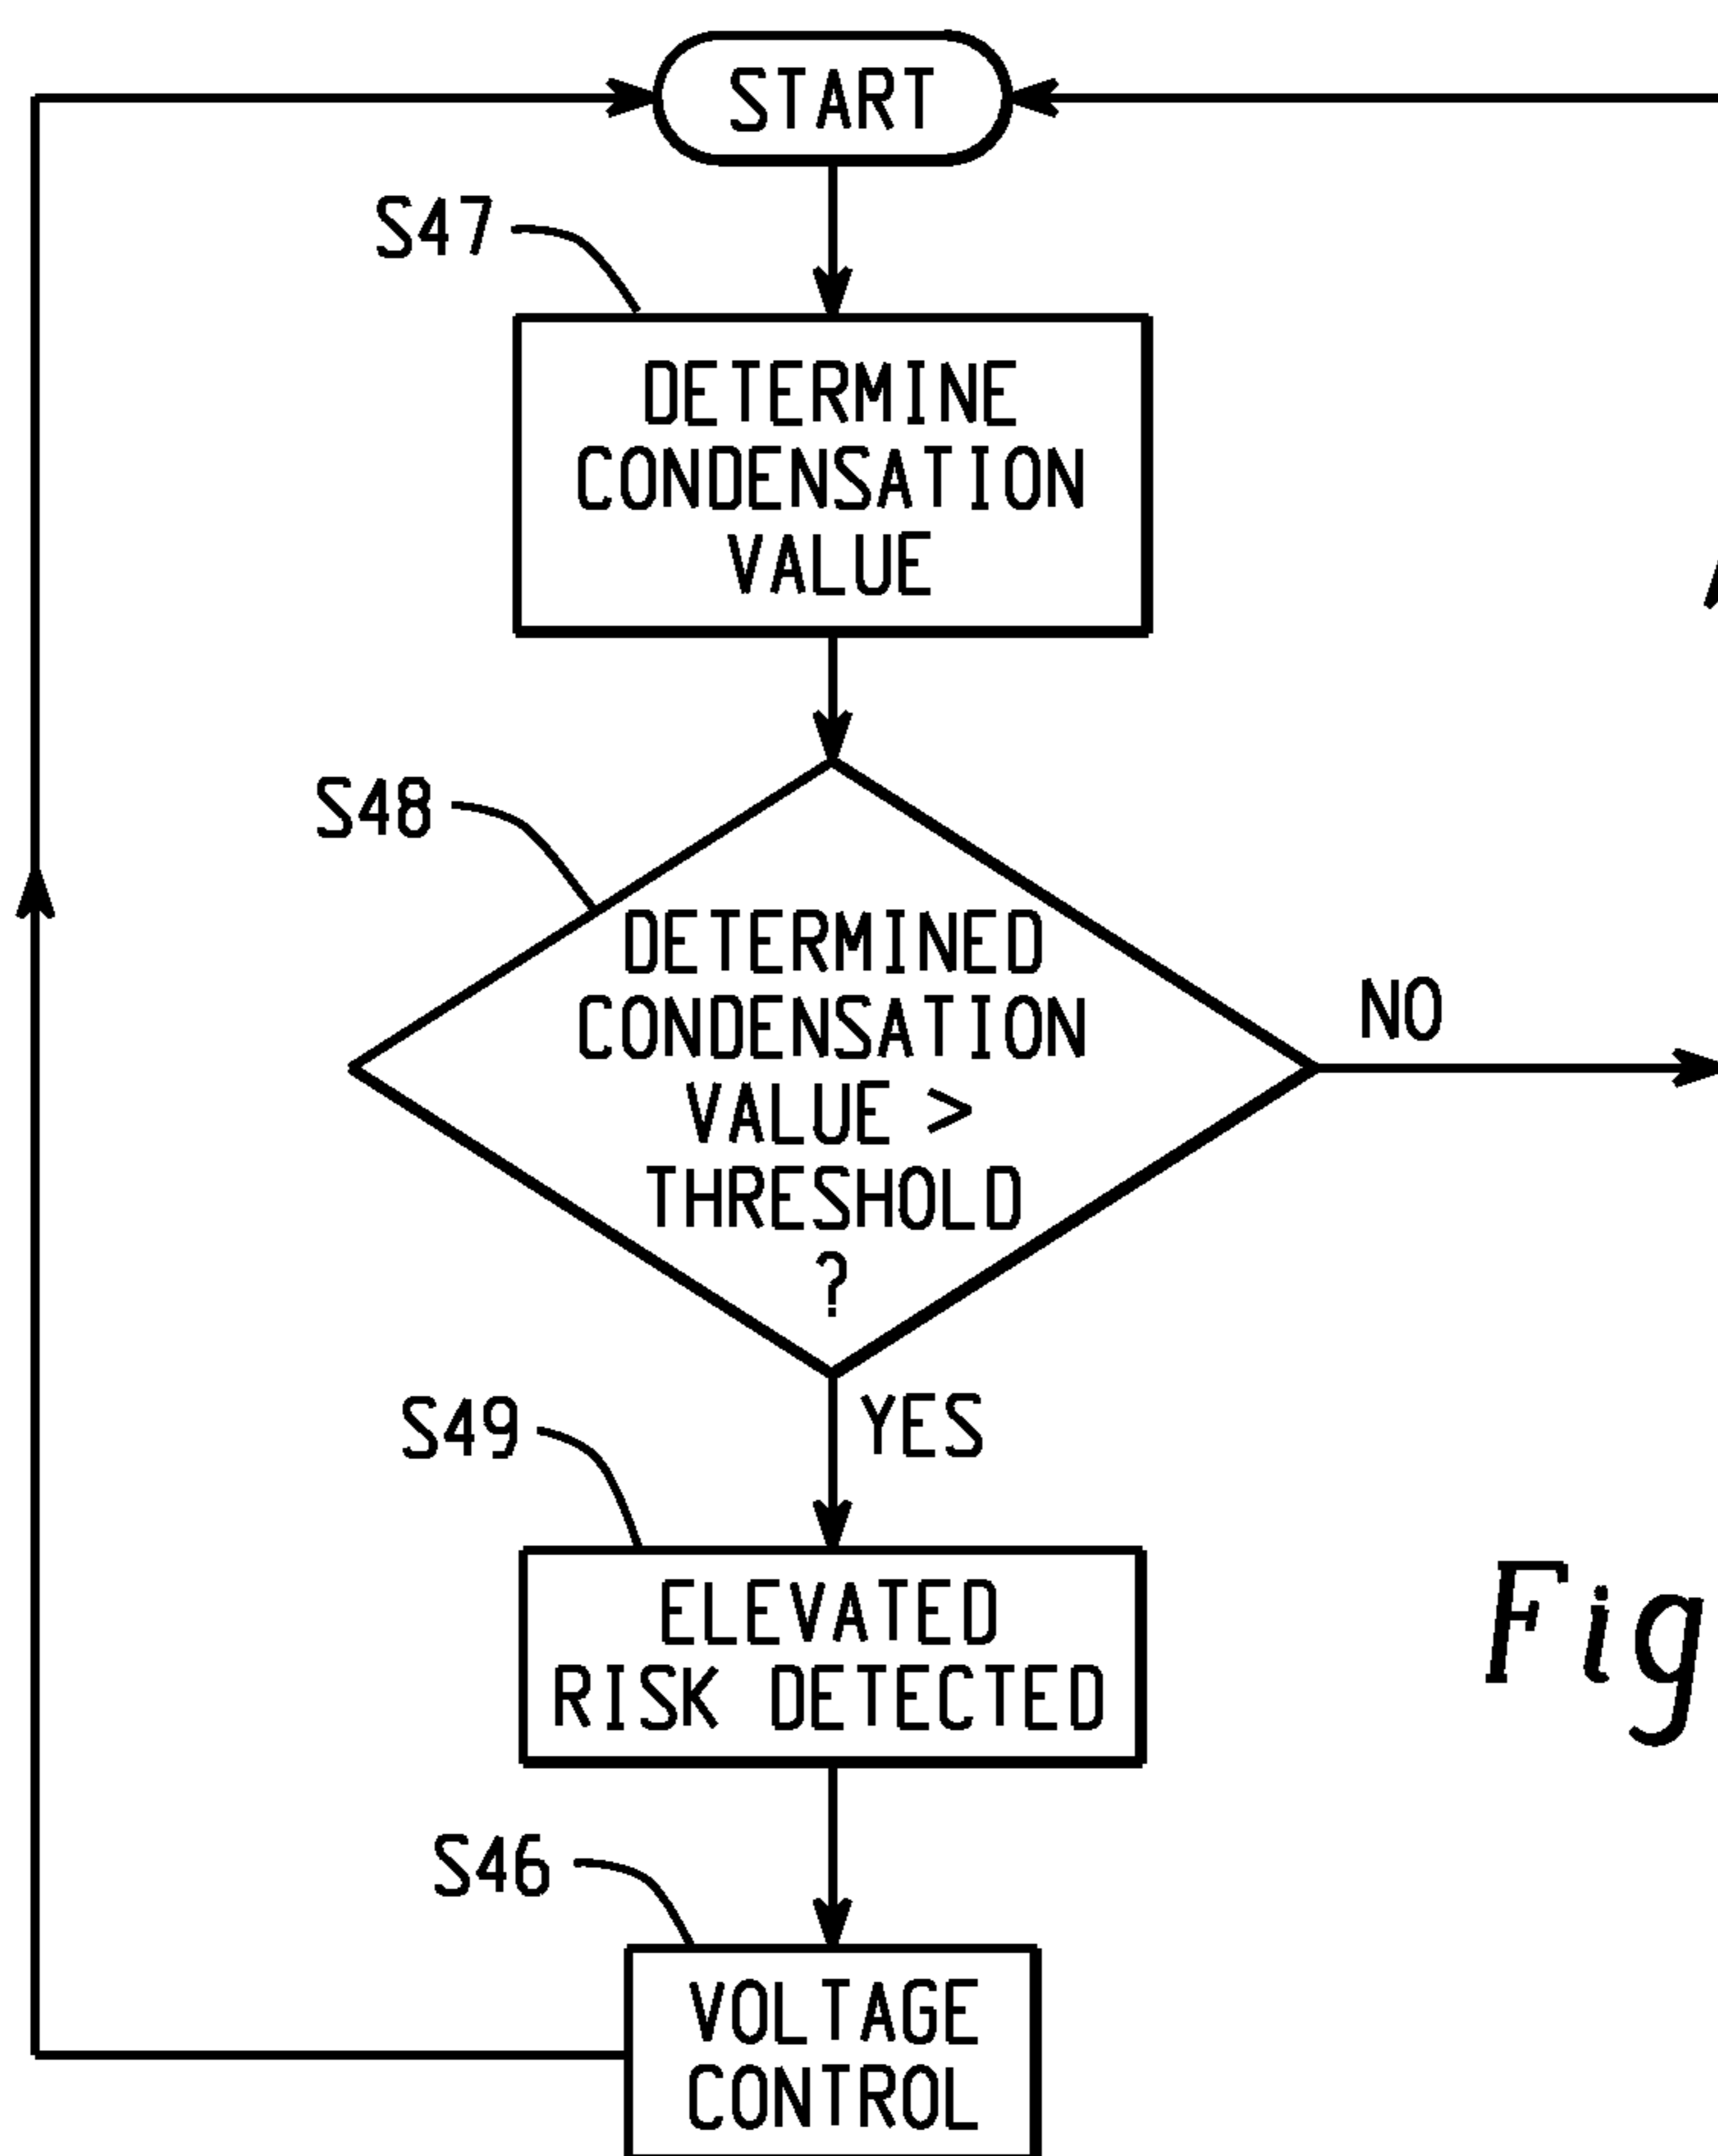 START
S47
DETERMINE
CONDENSATION
VALUE
S48
DETERMINED
CONDENSATION
VALUE >
THRESHOLD
?
NO
YES
S49
ELEVATED
RISK DETECTED
Fig
S46
VOLTAGE
CONTROL